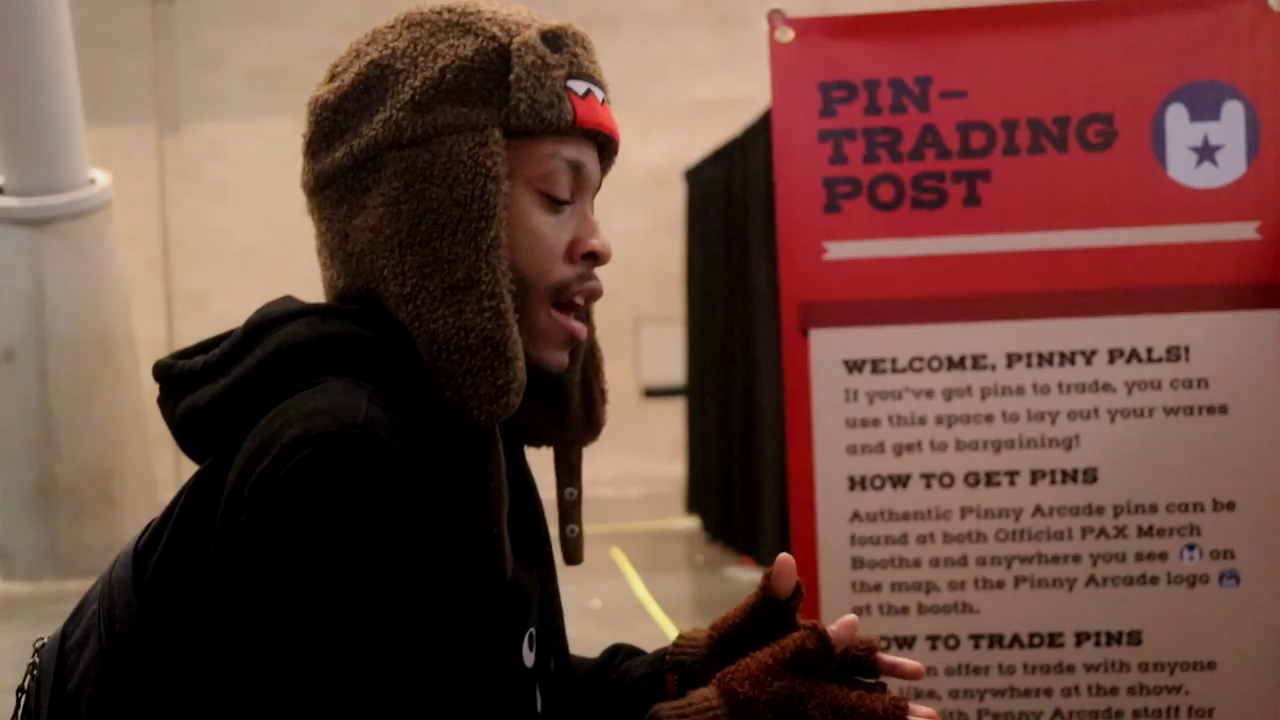 PIN-
TRADING
POST
WELCOME, PINNY PALS!
If you've got pins to trade, you can
use this space to lay out your wares
and get to bargaining!
HOW TO GET PINS
Authentic Pinny Arcade pins can be
found at both Official PAX Merch
Booths and anywhere you see on
the map, or the Pinny Arcade logo
at the booth.
OW TO TRADE PINS
n offer to trade with anyone
like, anywhere at the show.
ith Penny Arcade staff for